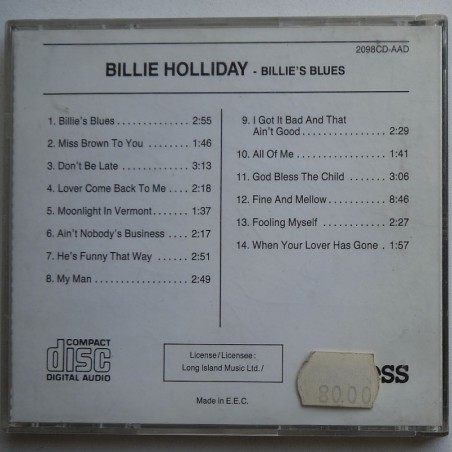 2098CD-AAD
BILLIE HOLLIDAY - BILLIE'S BLUES
1. Billie's Blues ............. 2:55
2. Miss Brown To You ....... 1:46
3. Don't Be Late ............ 3:13
4. Lover Come Back To Me .... 2:18
5. Moonlight In Vermont ...... 1:37
6. Ain't Nobody's Business .... 2:17
7. He's Funny That Way ...... 2:51
8. My Man ................ 2:49
9. I Got It Bad And That
Ain't Good ............... 2:29
10. All Of Me ............... 1:41
11. God Bless The Child ...... 3:06
12. Fine And Mellow ......... 8:46
13. Fooling Myself ........... 2:27
14. When Your Lover Has Gone . 1:57
COMPACT
disc
DIGITAL AUDIO
License / Licensee :
Long Island Music Ltd. /
Made in E.E.C.
80.00